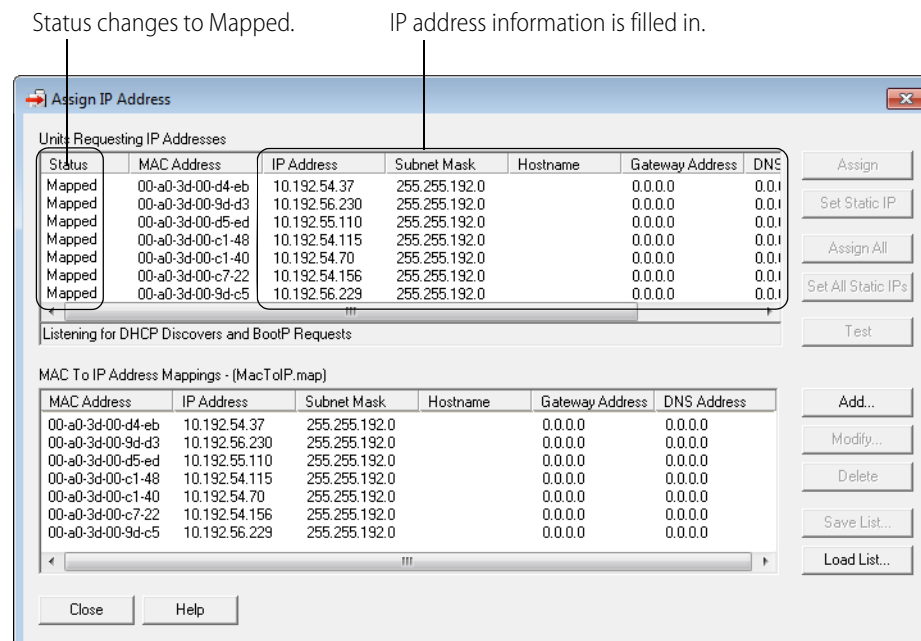 Status changes to Mapped. IP address information is filled in.
Assign IP Address
Units Requesting IP Addresses
Status MAC Address IP Address Subnet Mask Hostname Gateway Address DNS
Mapped 00-a0-3d-00-d4-eb 10.192.54.37 255.255.192.0 0.0.0.0 0.0.
Mapped 00-a0-3d-00-9d-d3 10.192.56.230 255.255.192.0 0.0.0.0 0.0.
Mapped 00-a0-3d-00-d5-ed 10.192.55.110 255.255.192.0 0.0.0.0 0.0.
Mapped 00-a0-3d-00-c1-48 10.192.54.115 255.255.192.0 0.0.0.0 0.0.
Mapped 00-a0-3d-00-c1-40 10.192.54.70 255.255.192.0 0.0.0.0 0.0.
Mapped 00-a0-3d-00-c7-22 10.192.54.156 255.255.192.0 0.0.0.0 0.0.
Mapped 00-a0-3d-00-9d-c5 10.192.56.229 255.255.192.0 0.0.0.0 0.0.
Listening for DHCP Discovers and BootP Requests
Assign
Set Static IP
Assign All
Set All Static IPs
Test
MAC To IP Address Mappings - (MacToIP.map)
MAC Address IP Address Subnet Mask Hostname Gateway Address DNS Address
00-a0-3d-00-d4-eb 10.192.54.37 255.255.192.0 0.0.0.0 0.0.0.0
00-a0-3d-00-9d-d3 10.192.56.230 255.255.192.0 0.0.0.0 0.0.0.0
00-a0-3d-00-d5-ed 10.192.55.110 255.255.192.0 0.0.0.0 0.0.0.0
00-a0-3d-00-c1-48 10.192.54.115 255.255.192.0 0.0.0.0 0.0.0.0
00-a0-3d-00-c1-40 10.192.54.70 255.255.192.0 0.0.0.0 0.0.0.0
00-a0-3d-00-c7-22 10.192.54.156 255.255.192.0 0.0.0.0 0.0.0.0
00-a0-3d-00-9d-c5 10.192.56.229 255.255.192.0 0.0.0.0 0.0.0.0
Add...
Modify...
Delete
Save List...
Load List...
Close Help